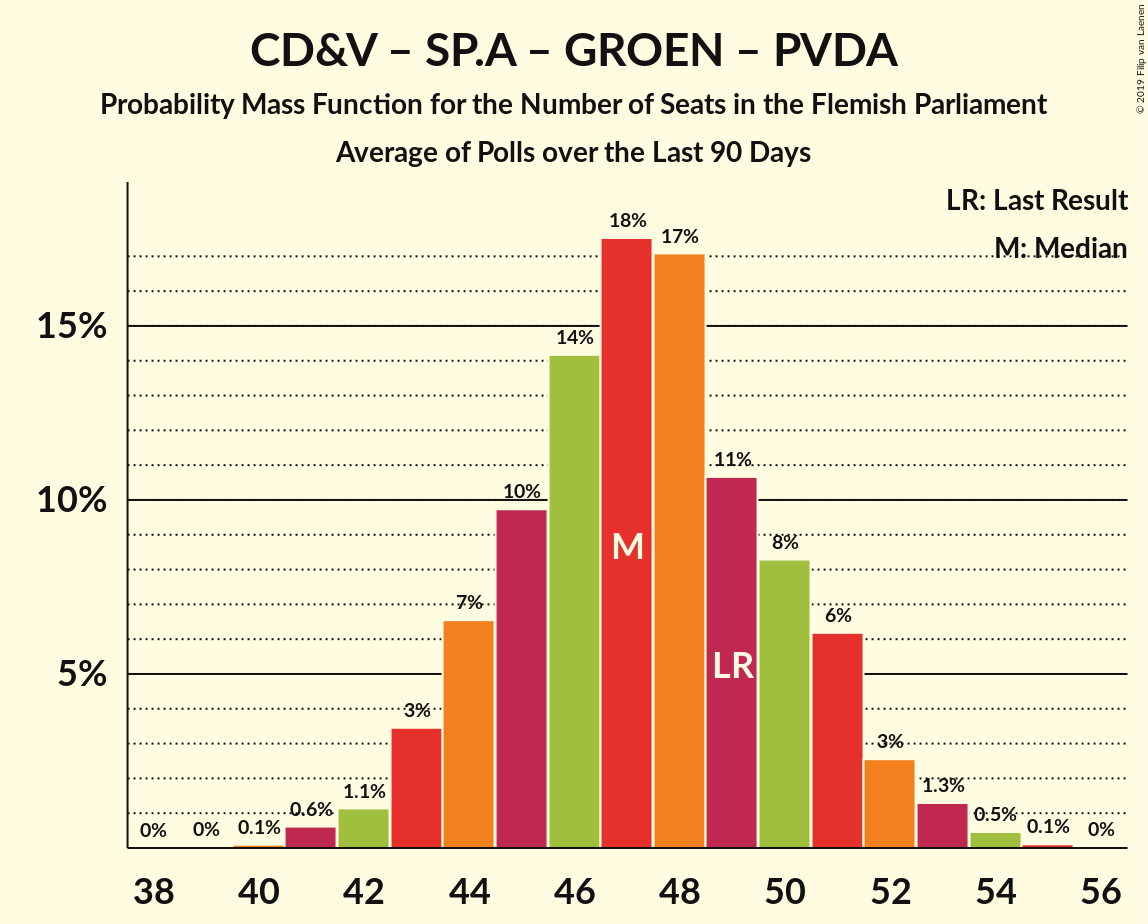 CD&V – SP.A – GROEN – PVDA
Probability Mass Function for the Number of Seats in the Flemish Parliament
Average of Polls over the Last 90 Days
© 2019 Filip van Laenen
LR: Last Result
M: Median
15%
10%
5%
0%
0%
0.1%
0.6%
1.1%
3%
7%
10%
14%
18%
17%
11%
8%
6%
3%
1.3%
0.5%
0.1%
0%
M
LR
38 40 42 44 46 48 50 52 54 56